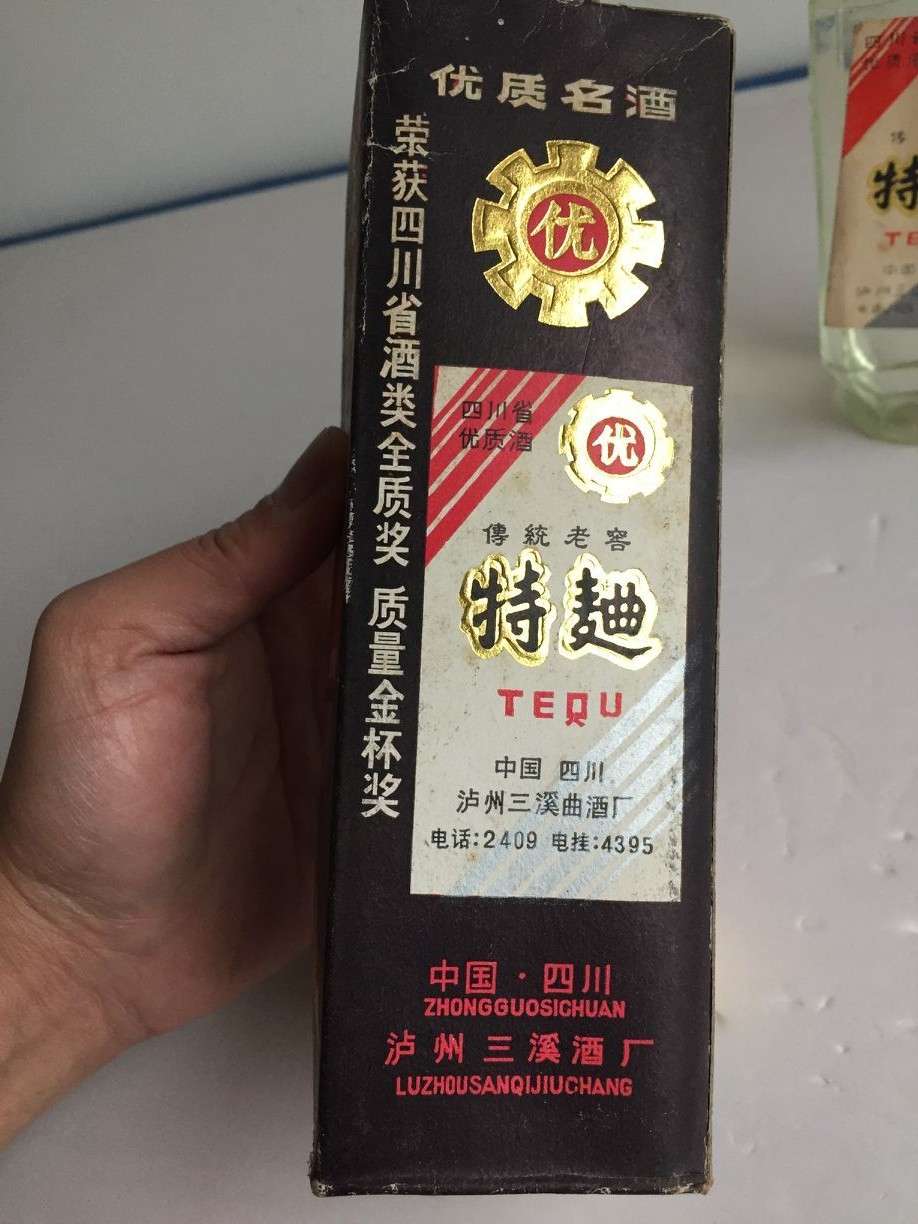 优质名酒
优
荣获四川省酒类全质奖 质量金杯奖
四川省
优质酒
优
傳統老窖
特麯
TEQU
中国 四川
泸州三溪曲酒厂
电话:2409 电挂:4395
中国·四川
ZHONGGUOSICHUAN
泸州三溪酒厂
LUZHOUSANQIJIUCHANG
四川
特
TE